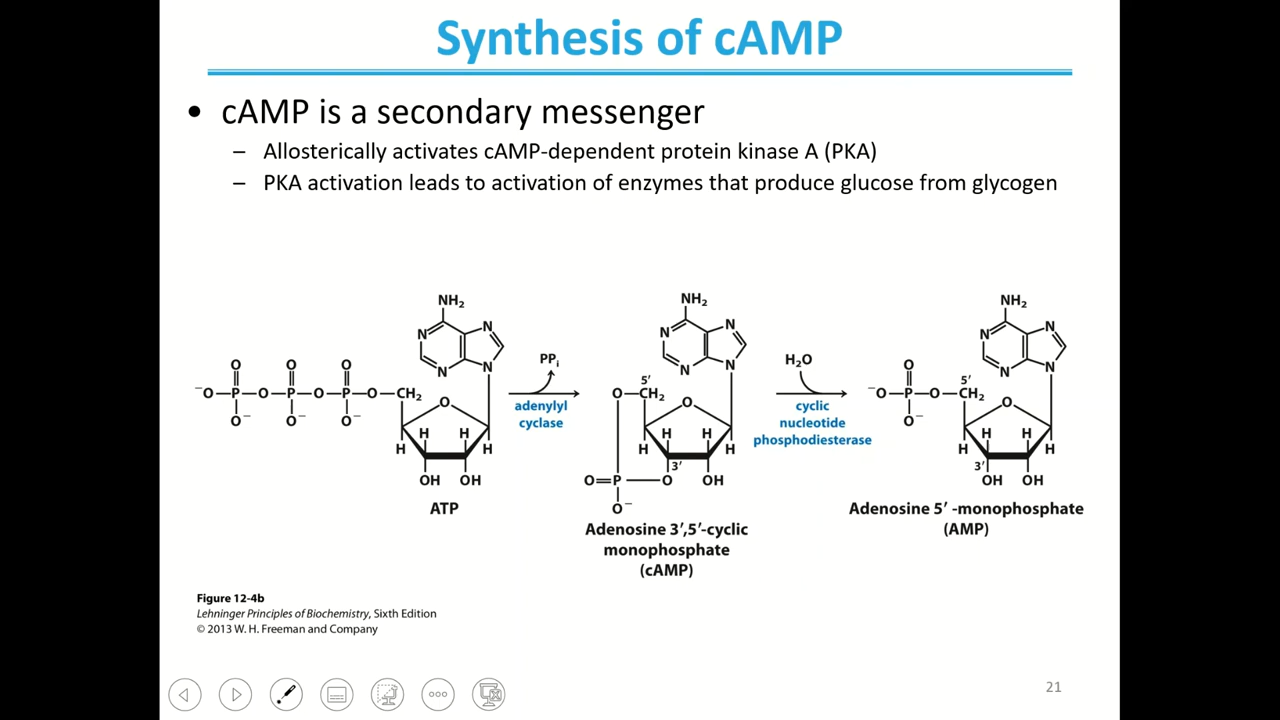 Synthesis of cAMP
• cAMP is a secondary messenger
– Allosterically activates cAMP-dependent protein kinase A (PKA)
– PKA activation leads to activation of enzymes that produce glucose from glycogen
NH₂
N
N
N
N
O
O
O
⁻O—P—O—P—O—P—O—CH₂
O⁻
O⁻
O⁻
O
H
H
H
H
OH
OH
ATP
PPᵢ
adenylyl
cyclase
NH₂
N
N
N
N
5′
O—CH₂
O
H
H
H
H
3′
O=P—O
OH
O⁻
Adenosine 3′,5′-cyclic
monophosphate
(cAMP)
H₂O
cyclic
nucleotide
phosphodiesterase
NH₂
N
N
N
N
O
5′
⁻O—P—O—CH₂
O⁻
O
H
H
H
H
3′
OH
OH
Adenosine 5′ -monophosphate
(AMP)
Figure 12-4b
Lehninger Principles of Biochemistry, Sixth Edition
© 2013 W. H. Freeman and Company
21